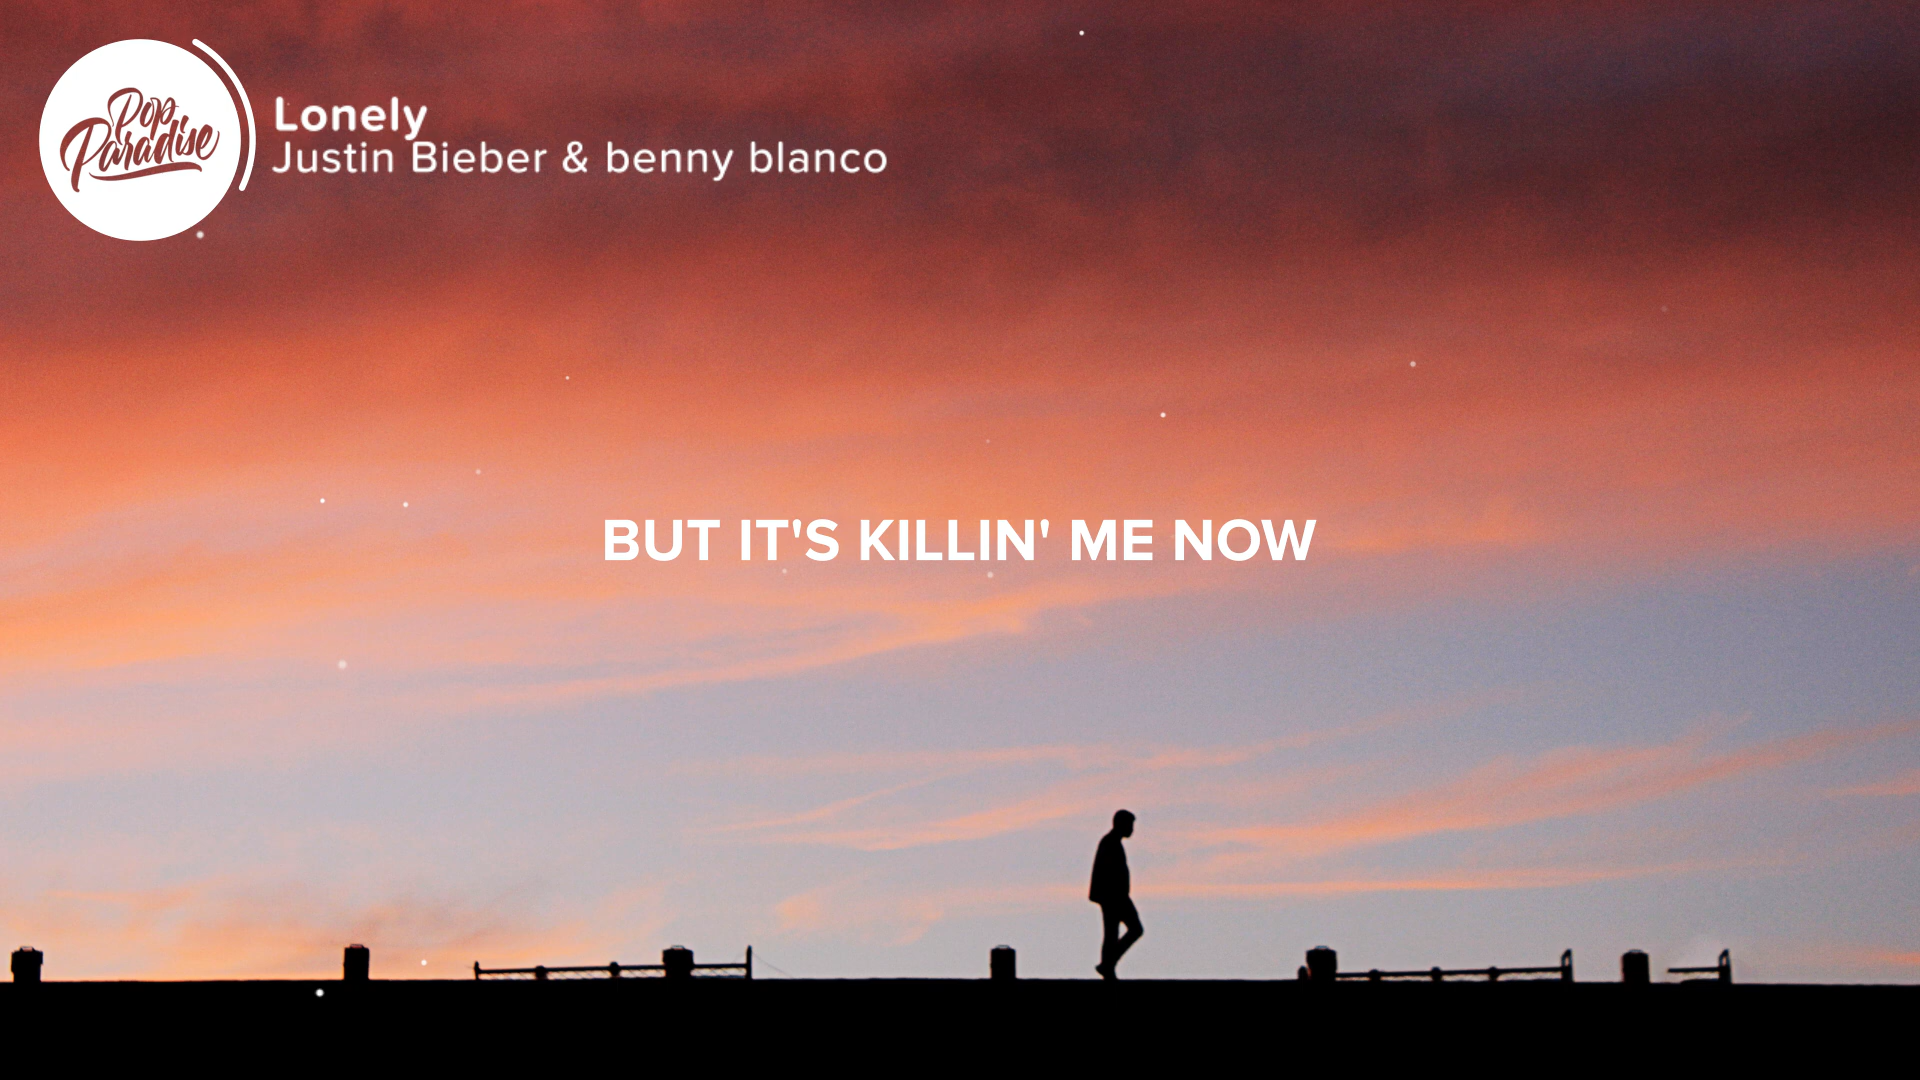 Pop
Paradise
Lonely
Justin Bieber & benny blanco
BUT IT'S KILLIN' ME NOW